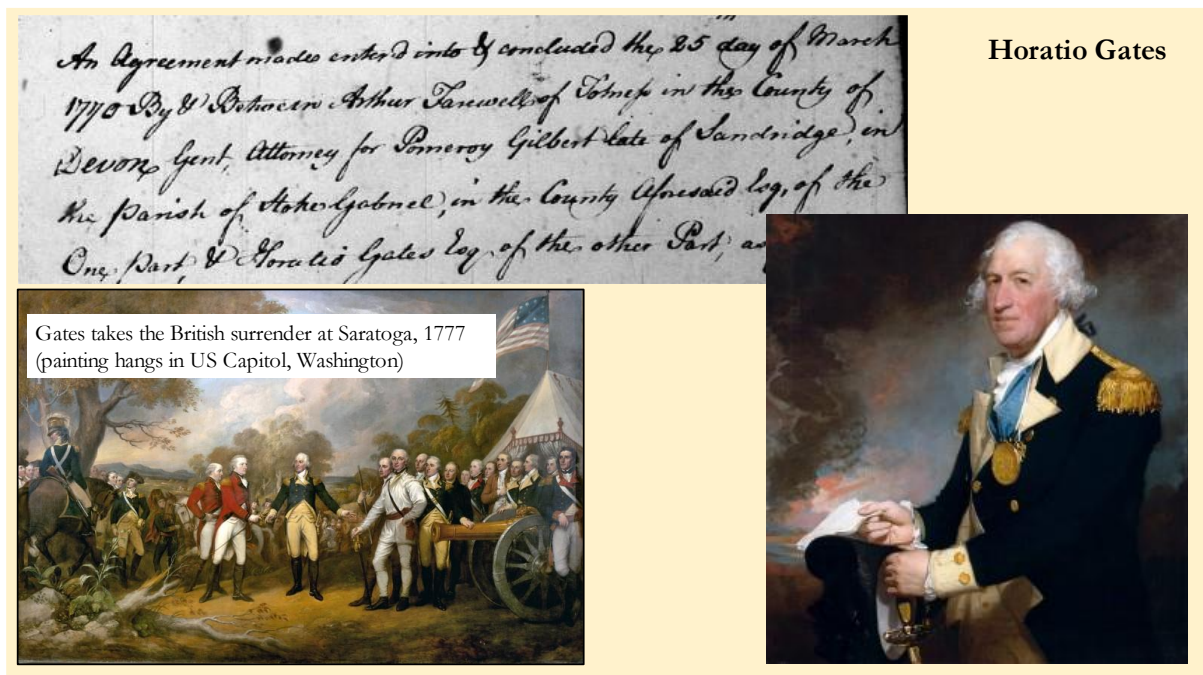 An Agreement made enter'd into & concluded the 25 day of March
1770 By & Between Arthur Farwell of Totness in the County of
Devon Gent, Attorney for Pomeroy Gilbert late of Sandridge, in
the Parish of Stoke Gabriel, in the County Aforesaid Esq, of the
One Part, & Horatio Gates Esq of the other Part, as
Horatio Gates
Gates takes the British surrender at Saratoga, 1777
(painting hangs in US Capitol, Washington)